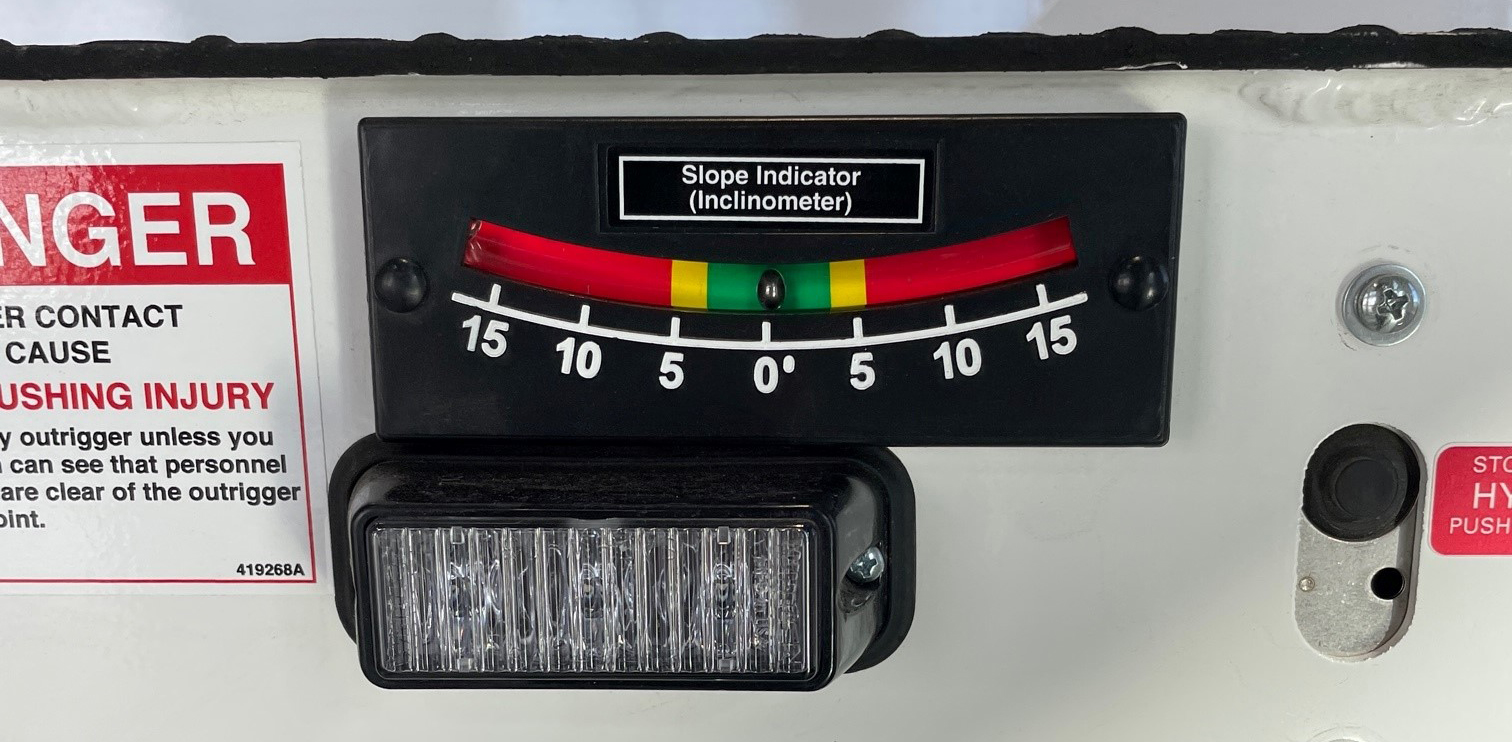 NGER
ER CONTACT
CAUSE
USHING INJURY
y outrigger unless you
can see that personnel
are clear of the outrigger
oint.
419268A
Slope Indicator
(Inclinometer)
15 10 5 0° 5 10 15
STO
HY
PUSH